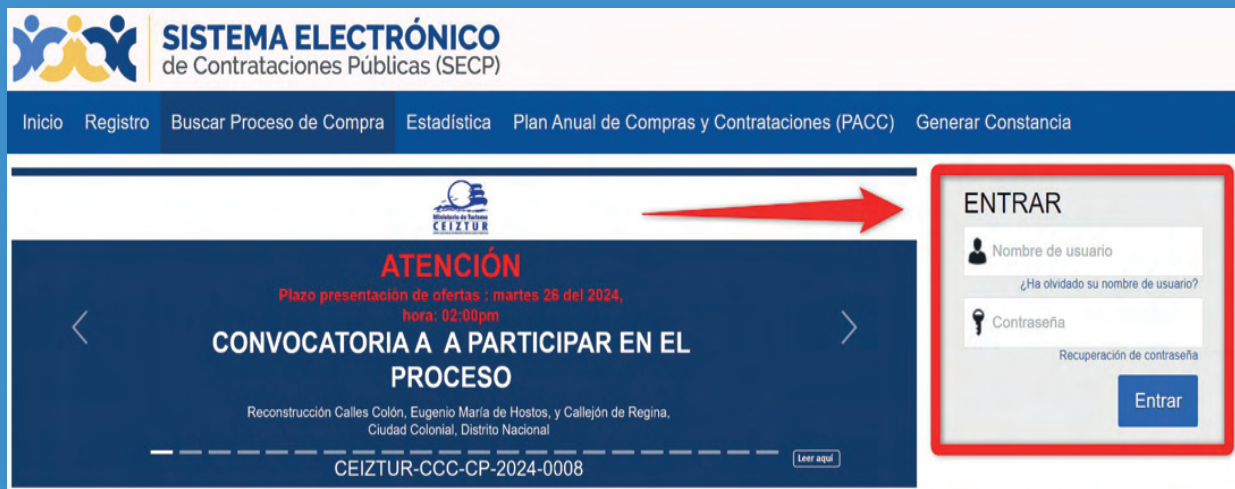 SISTEMA ELECTRÓNICO
de Contrataciones Públicas (SECP)
Inicio Registro Buscar Proceso de Compra Estadística Plan Anual de Compras y Contrataciones (PACC) Generar Constancia
Ministerio de Turismo
CEIZTUR
ATENCIÓN
Plazo presentación de ofertas : martes 26 del 2024,
hora: 02:00pm
CONVOCATORIA A A PARTICIPAR EN EL
PROCESO
Reconstrucción Calles Colón, Eugenio María de Hostos, y Callejón de Regina,
Ciudad Colonial, Distrito Nacional
Leer aquí
CEIZTUR-CCC-CP-2024-0008
ENTRAR
Nombre de usuario
¿Ha olvidado su nombre de usuario?
Contraseña
Recuperación de contraseña
Entrar